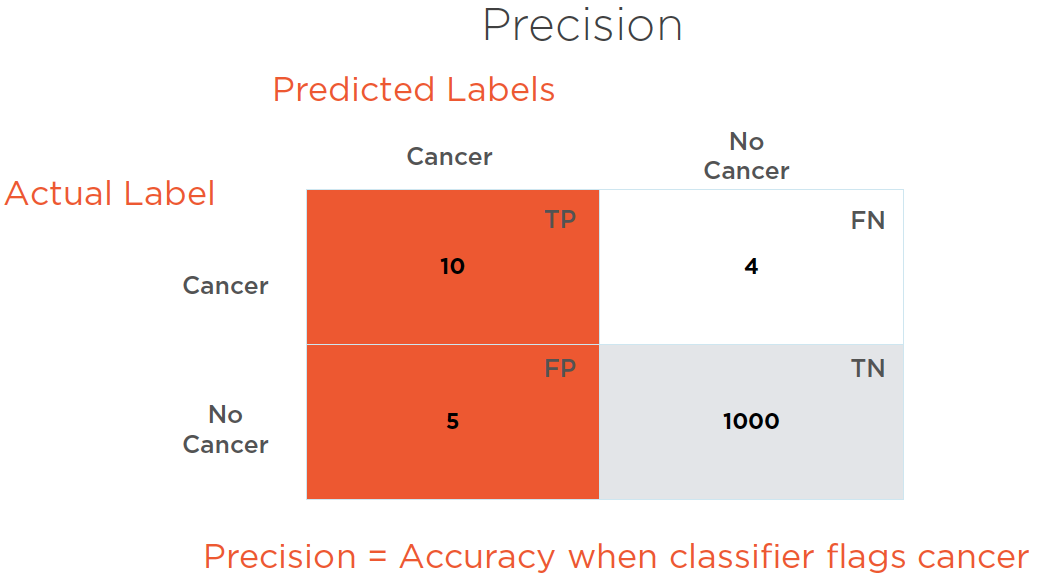 Precision
Predicted Labels
Cancer
No
Cancer
Actual Label
Cancer
TP
10
FN
4
No
Cancer
FP
5
TN
1000
Precision = Accuracy when classifier flags cancer